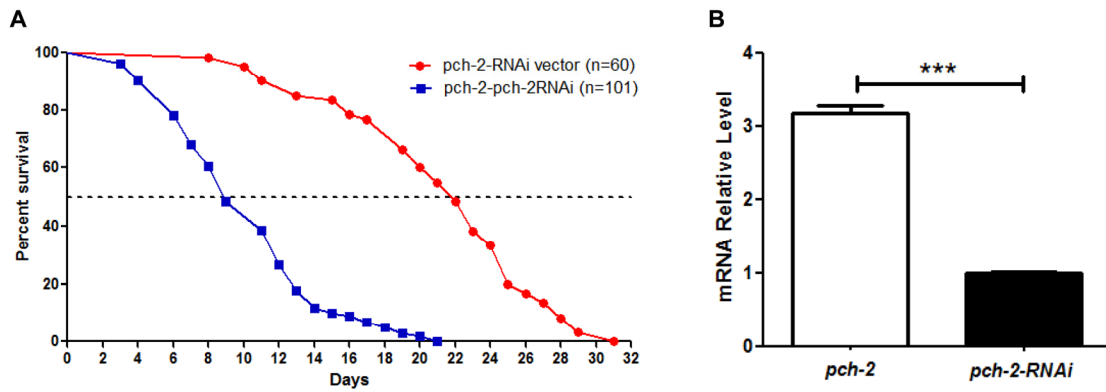 A
100
80
60
40
20
0
Percent survival
pch-2-RNAi vector (n=60)
pch-2-pch-2RNAi (n=101)
0 2 4 6 8 10 12 14 16 18 20 22 24 26 28 30 32
Days
B
4
3
2
1
0
mRNA Relative Level
***
pch-2 pch-2-RNAi